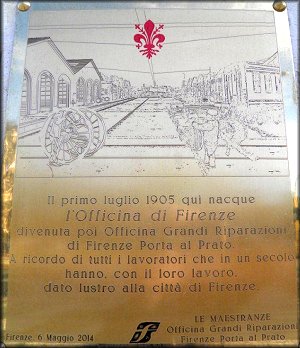 Il primo luglio 1905 qui nacque
l'Officina di Firenze
divenuta poi Officina Grandi Riparazioni
di Firenze Porta al Prato.
A ricordo di tutti i lavoratori che in un secolo
hanno, con il loro lavoro,
dato lustro alla città di Firenze.
LE MAESTRANZE
Officina Grandi Riparazioni
Firenze Porta al Prato
Firenze, 6 Maggio 2014